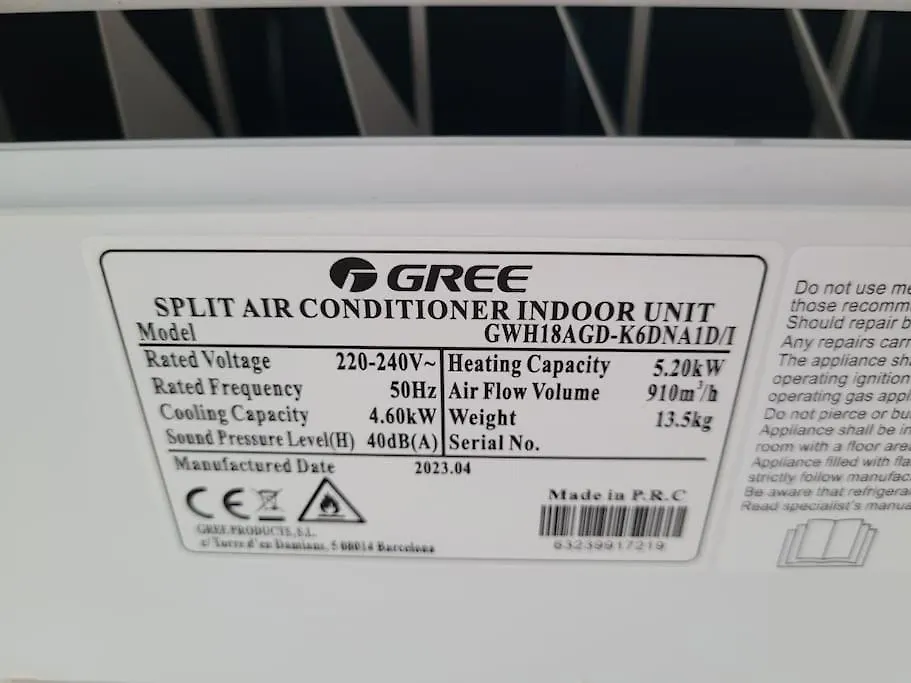 GREE
SPLIT AIR CONDITIONER INDOOR UNIT
Model GWH18AGD-K6DNA1D/I
Rated Voltage 220-240V~
Rated Frequency 50Hz
Cooling Capacity 4.60kW
Sound Pressure Level(H) 40dB(A)
Heating Capacity 5.20kW
Air Flow Volume 910m³/h
Weight 13.5kg
Serial No.
Manufactured Date 2023.04
CE
GREE PRODUCTS, S.L.
c/ Torre d'en Damians, 5 08014 Barcelona
Made in P.R.C
63239917219
Do not use me
those recomm
Should repair b
Any repairs carr
The appliance sha
operating ignition
operating gas appl
Do not pierce or bu
Appliance shall be in
room with a floor area
Appliance filled with fla
strictly follow manufac
Be aware that refrigera
Read specialist's manua